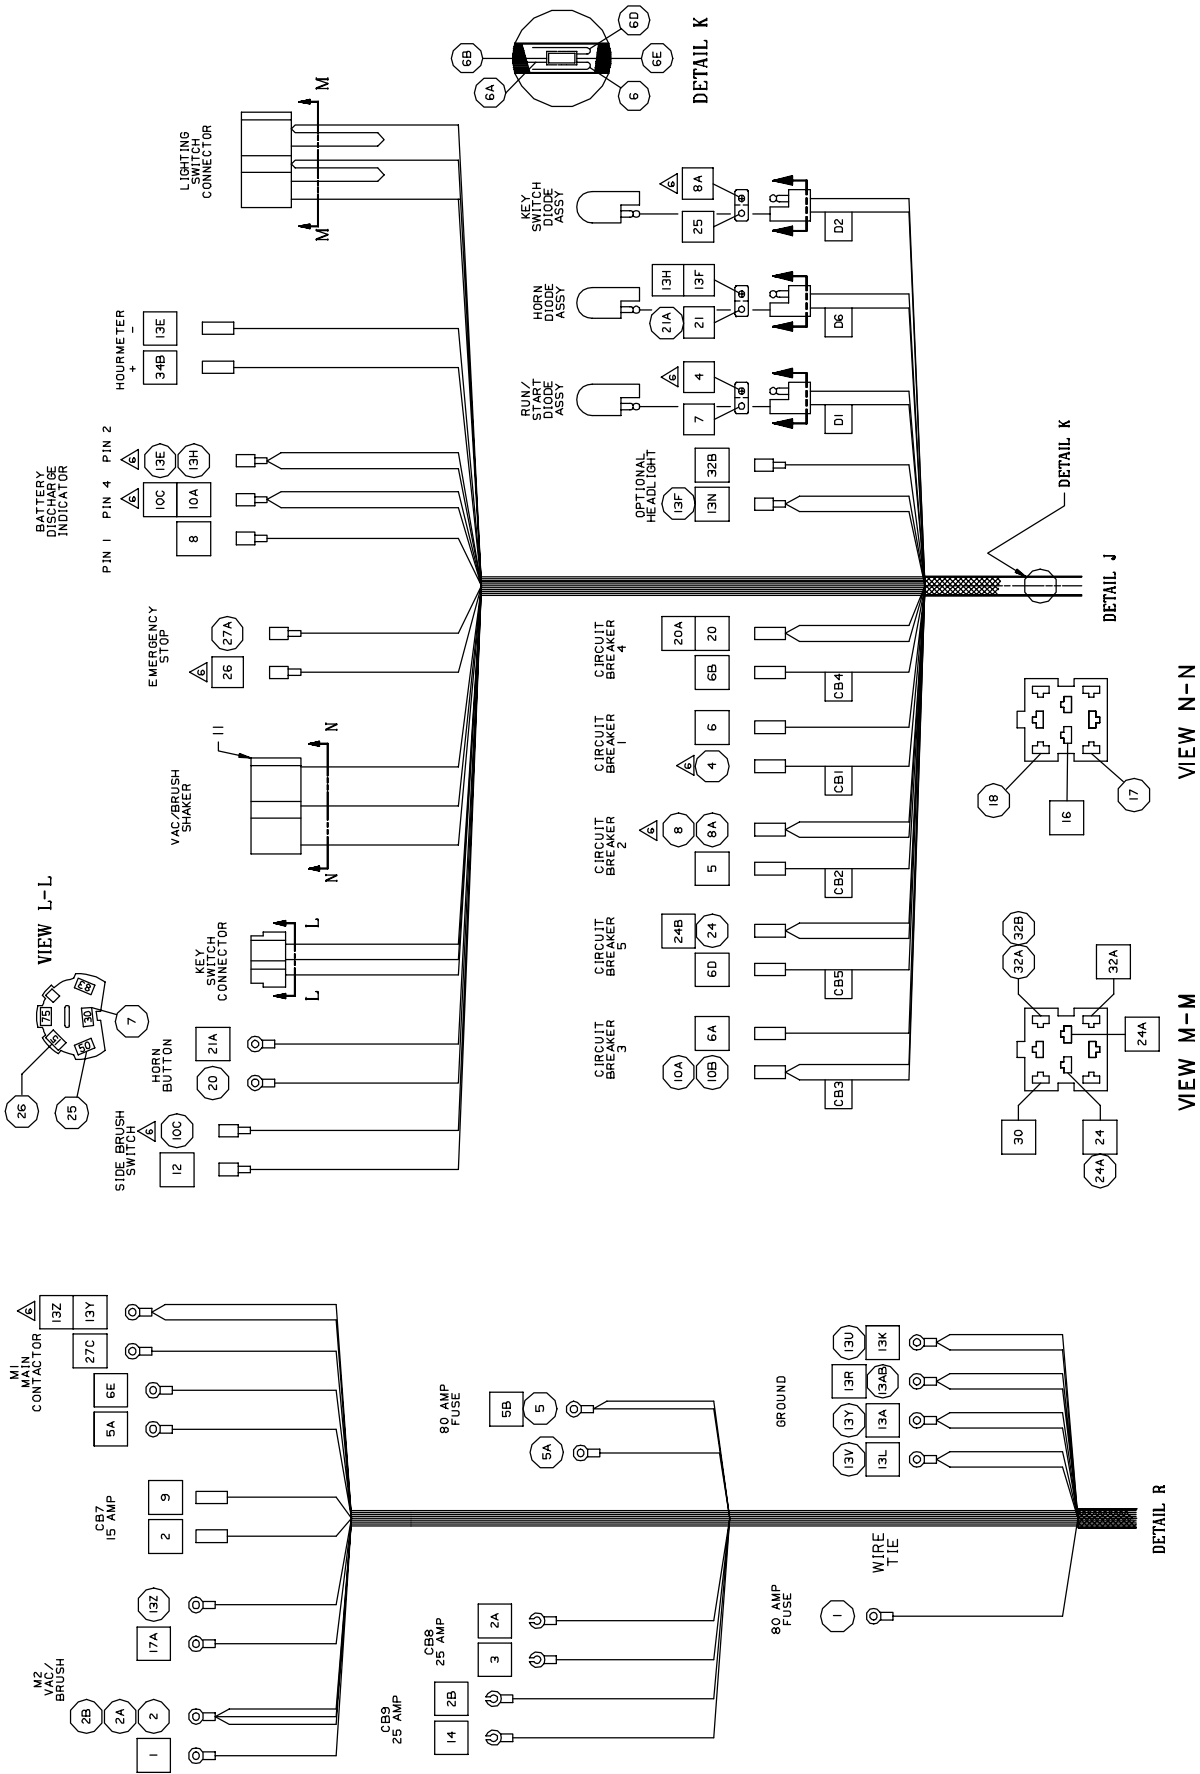 DETAIL K
6A
6B
6D
6E
6
LIGHTING
SWITCH
CONNECTOR
M
M
HOURMETER
+ -
34B
13E
BATTERY
DISCHARGE
INDICATOR
PIN 1 PIN 4 PIN 2
8
6
10C
10A
6
13E
13H
EMERGENCY
STOP
6
26
27A
VAC/BRUSH
SHAKER
11
N
N
VIEW L-L
75
30
50
26
25
7
KEY
SWITCH
CONNECTOR
L
L
HORN
BUTTON
20
21A
SIDE BRUSH
SWITCH
12
6
10C
KEY
SWITCH
DIODE
ASSY
25
6
8A
D2
HORN
DIODE
ASSY
21A
21
13H
13F
D6
RUN/
START
DIODE
ASSY
7
6
4
D1
OPTIONAL
HEADLIGHT
13F
13N
32B
DETAIL K
DETAIL J
CIRCUIT
BREAKER
4
6B
20A
20
CB4
CIRCUIT
BREAKER
1
6
4
6
CB1
CIRCUIT
BREAKER
2
5
6
8
8A
CB2
CIRCUIT
BREAKER
5
6D
24B
24
CB5
CIRCUIT
BREAKER
3
10A
10B
6A
CB3
VIEW N-N
18
16
17
VIEW M-M
30
24
24A
32A
32B
24A
32A
M1
MAIN
CONTACTOR
5A
6E
27C
6
13Z
13Y
CB7
15 AMP
2
9
M2
VAC/
BRUSH
1
2B
2A
2
17A
13Z
80 AMP
FUSE
5A
5B
5
CB8
25 AMP
3
2A
CB9
25 AMP
14
2B
GROUND
13V
13L
13Y
13A
13R
13AB
13U
13K
WIRE
TIE
80 AMP
FUSE
1
DETAIL R